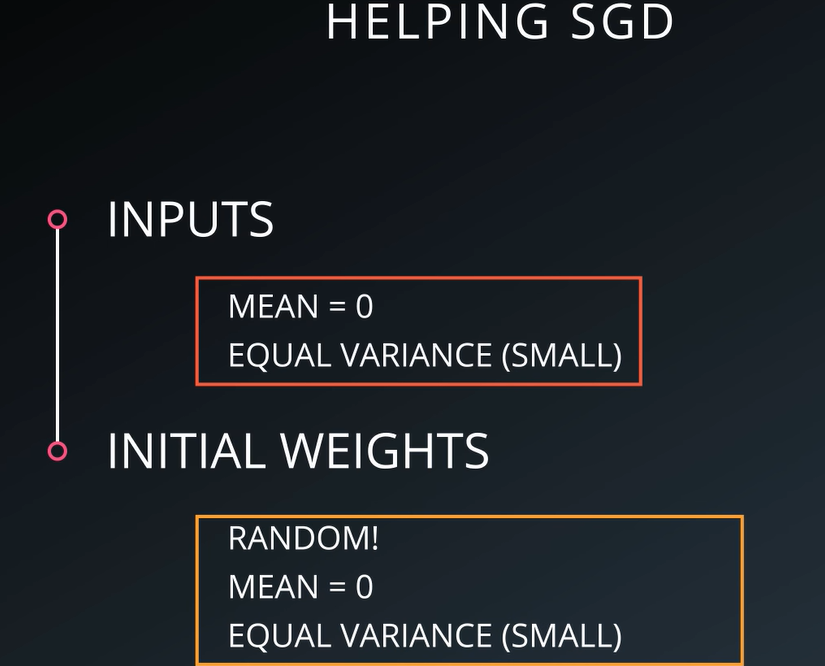 HELPING SGD
INPUTS
MEAN = 0
EQUAL VARIANCE (SMALL)
INITIAL WEIGHTS
RANDOM!
MEAN = 0
EQUAL VARIANCE (SMALL)